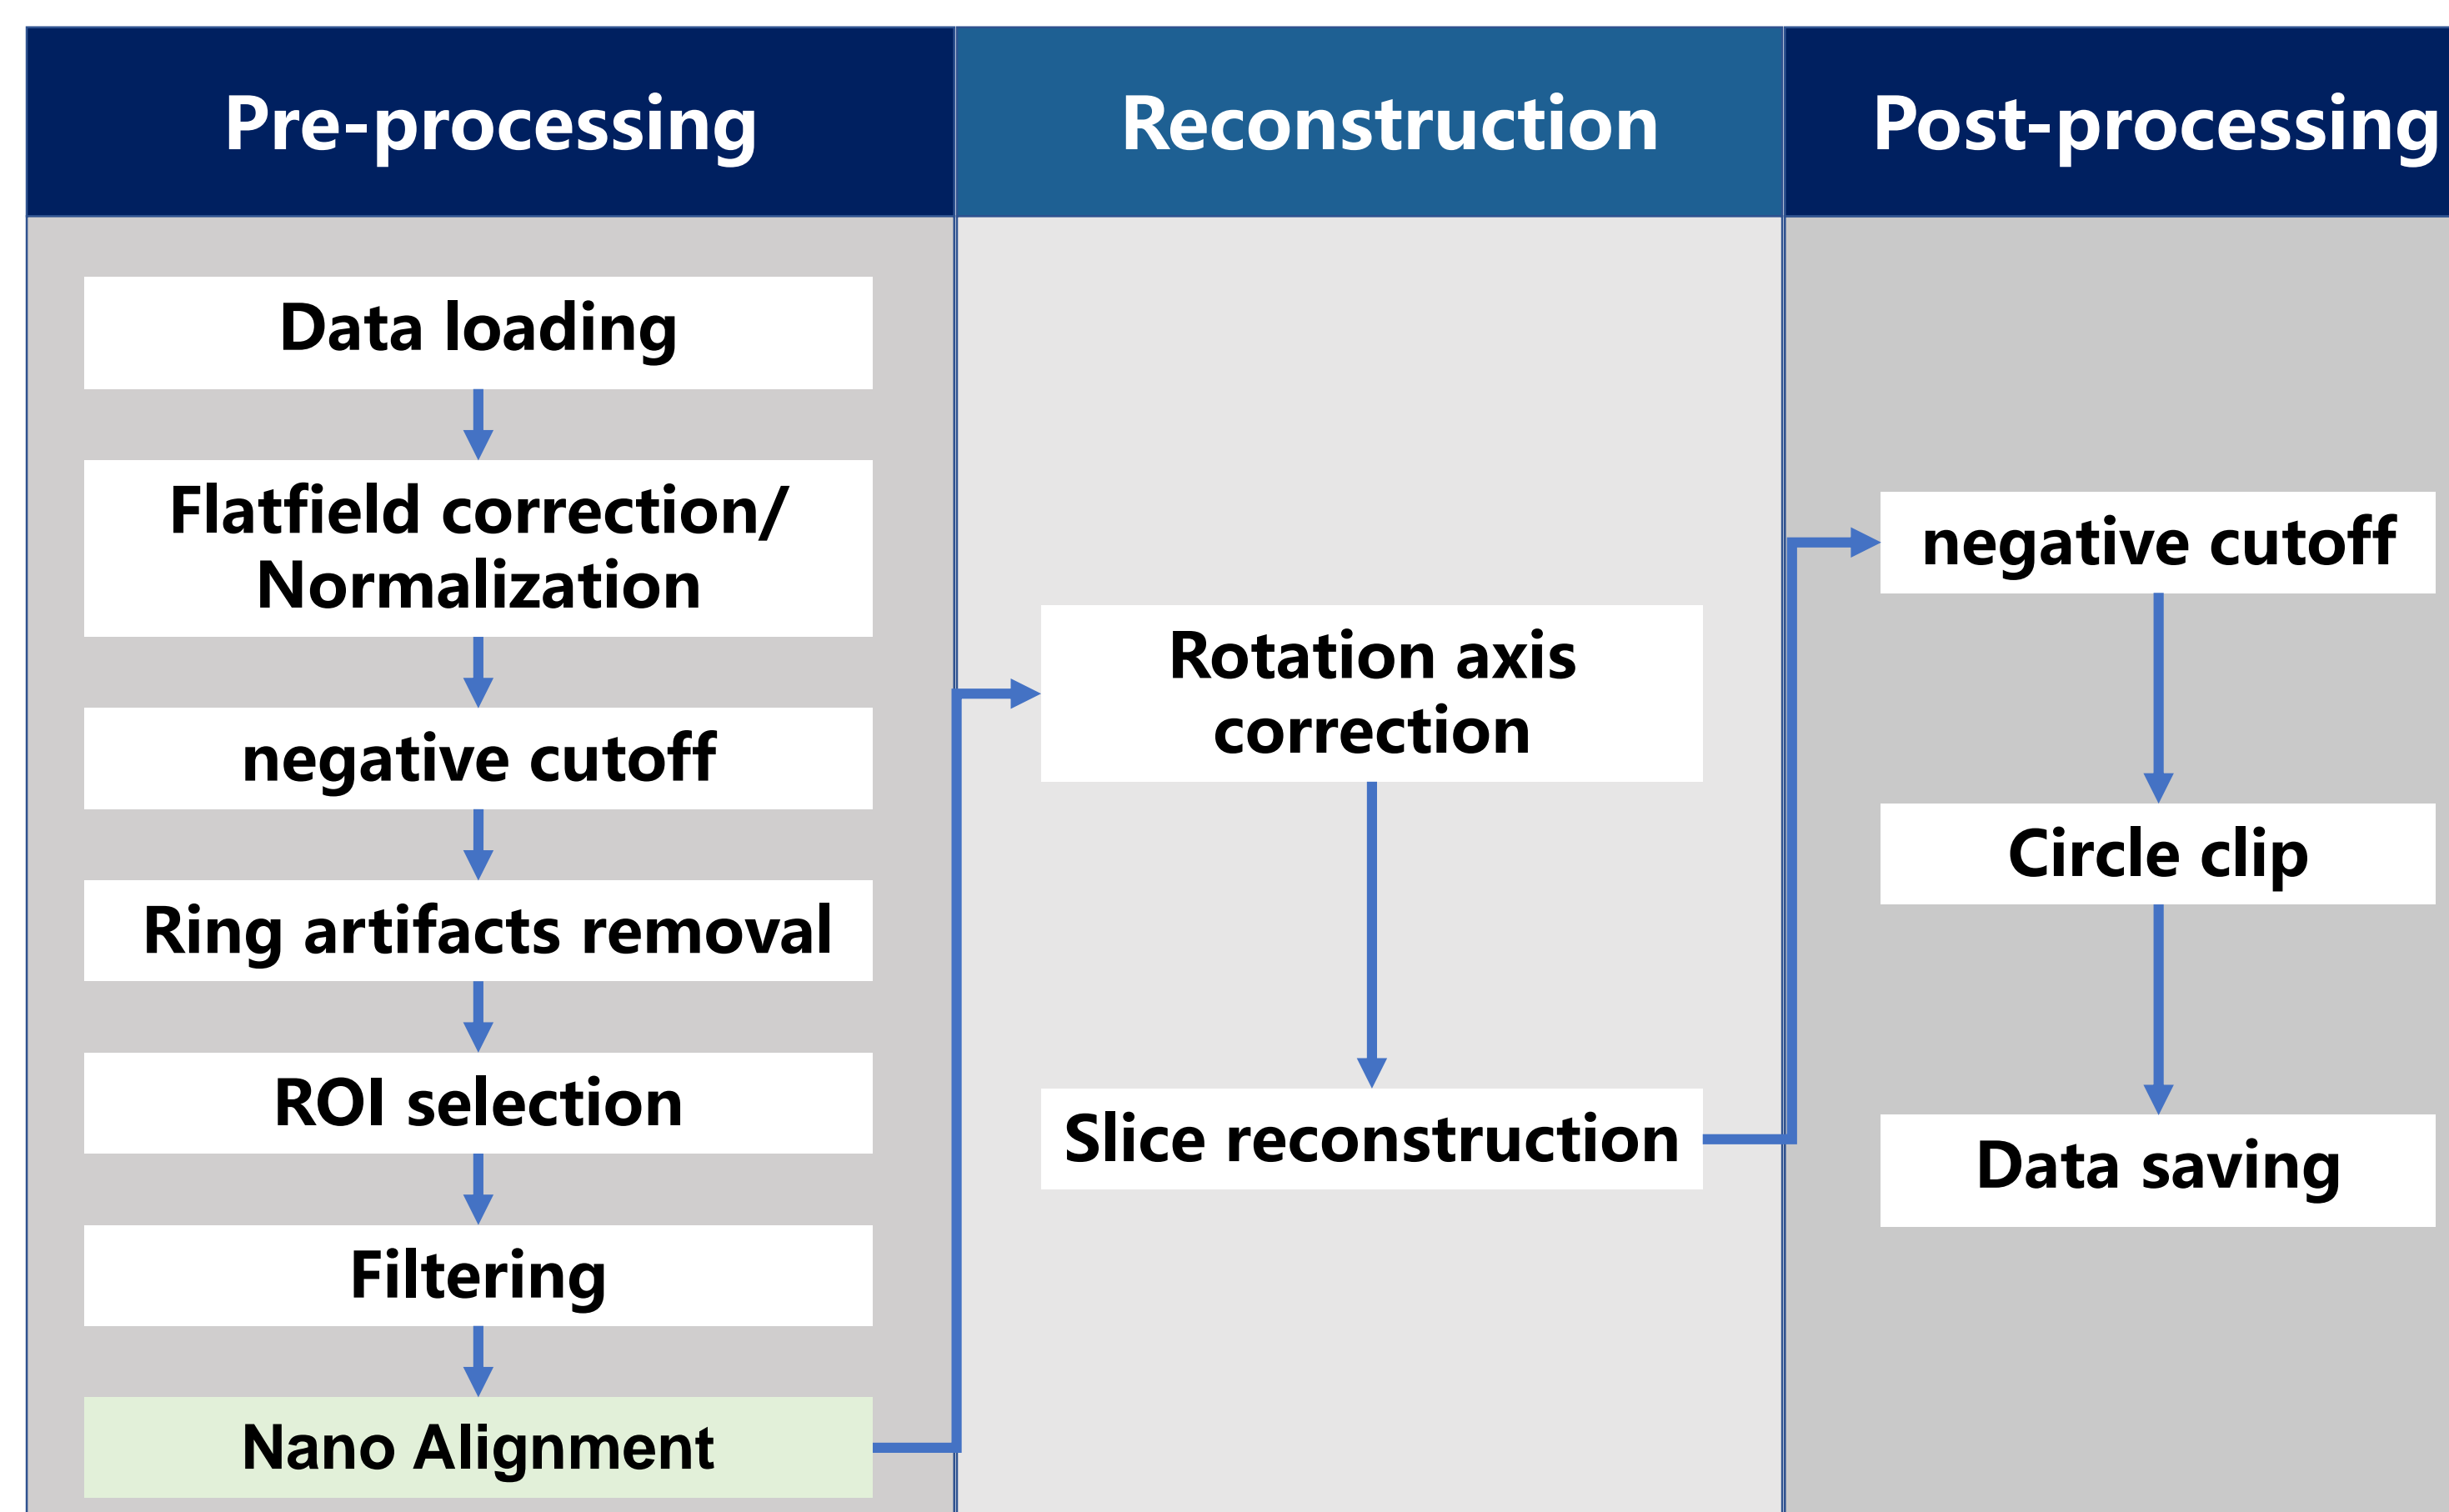 Pre-processing
Reconstruction
Post-processing
Data loading
Flatfield correction/
Normalization
negative cutoff
Ring artifacts removal
ROI selection
Filtering
Nano Alignment
Rotation axis
correction
Slice reconstruction
negative cutoff
Circle clip
Data saving